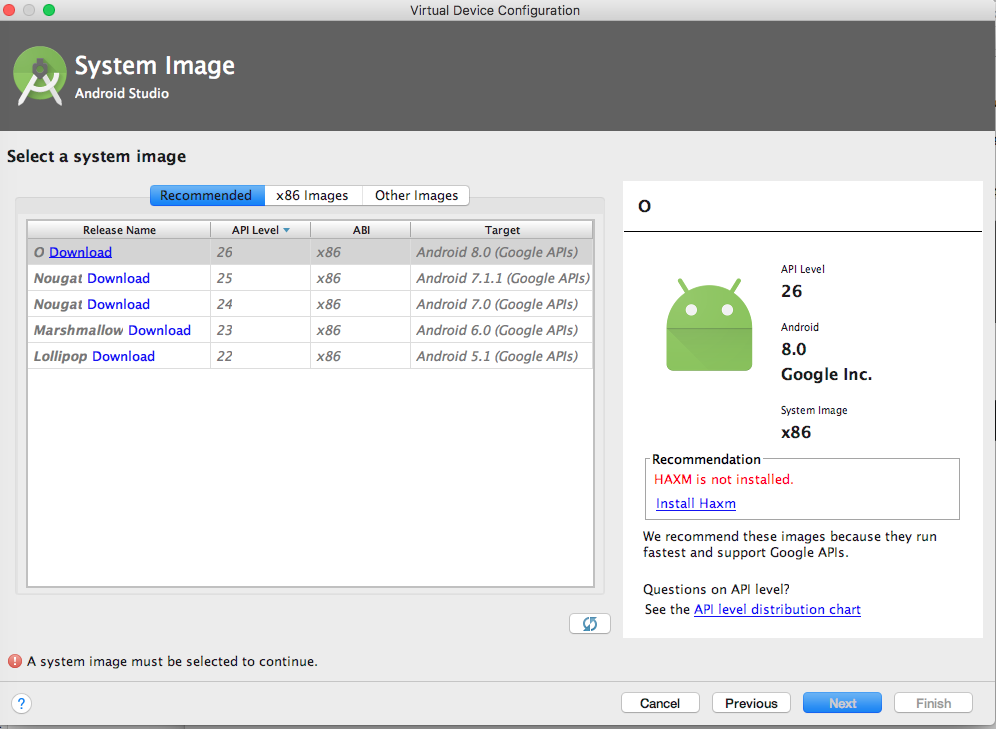 Virtual Device Configuration
System Image
Android Studio
Select a system image
Recommended x86 Images Other Images
Release Name API Level ABI Target
O Download 26 x86 Android 8.0 (Google APIs)
Nougat Download 25 x86 Android 7.1.1 (Google APIs)
Nougat Download 24 x86 Android 7.0 (Google APIs)
Marshmallow Download 23 x86 Android 6.0 (Google APIs)
Lollipop Download 22 x86 Android 5.1 (Google APIs)
O
API Level
26
Android
8.0
Google Inc.
System Image
x86
Recommendation
HAXM is not installed.
Install Haxm
We recommend these images because they run
fastest and support Google APIs.
Questions on API level?
See the API level distribution chart
! A system image must be selected to continue.
? Cancel Previous Next Finish